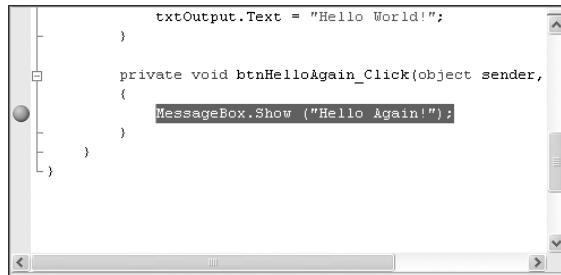 txtOutput.Text = "Hello World!";
}
private void btnHelloAgain_Click(object sender,
{
MessageBox.Show ("Hello Again!");
}
}
}